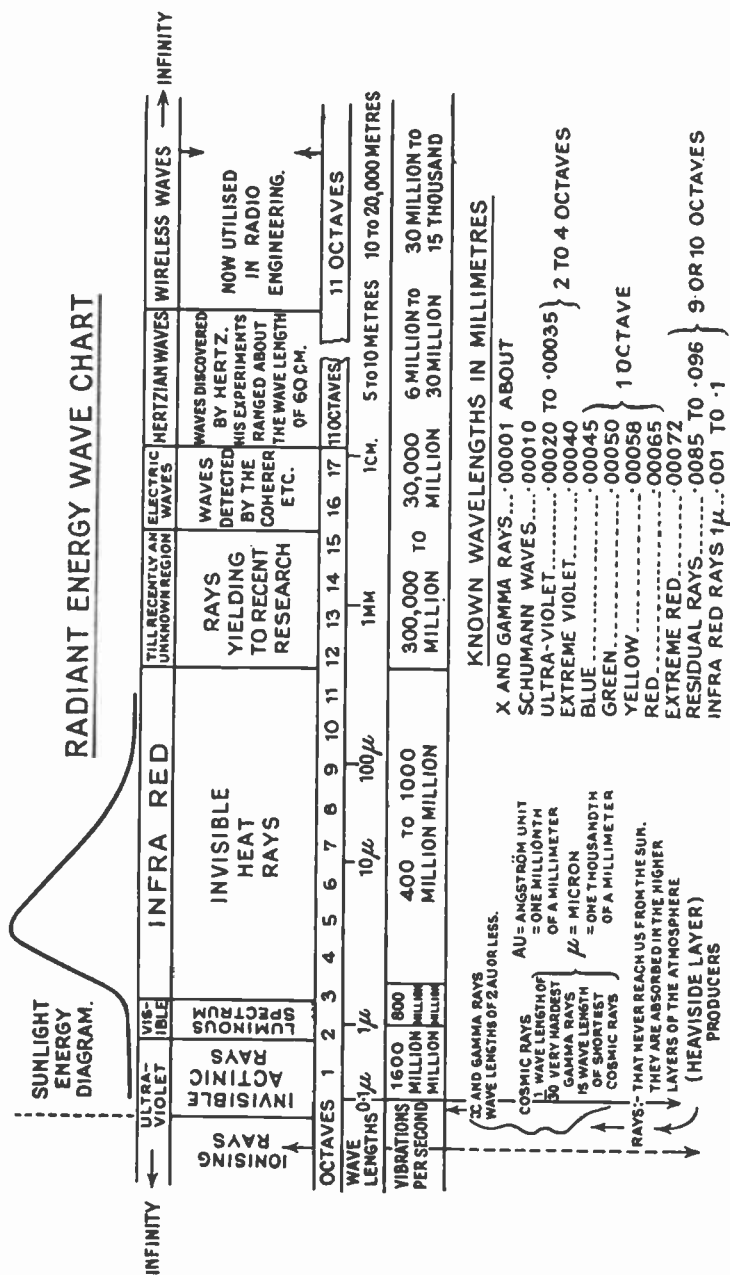 RADIANT ENERGY WAVE CHART
SUNLIGHT
ENERGY
DIAGRAM.
INFINITY
INFINITY
ULTRA-
VIOLET
VIS-
IBLE
INFRA RED
TILL RECENTLY AN
UNKNOWN REGION
ELECTRIC
WAVES
HERTZIAN WAVES
WIRELESS WAVES
IONISING
RAYS
INVISIBLE
ACTINIC
RAYS
LUMINOUS
SPECTRUM
INVISIBLE
HEAT
RAYS
RAYS
YIELDING
TO RECENT
RESEARCH
WAVES
DETECTED
BY THE
COHERER
ETC.
WAVES DISCOVERED
BY HERTZ.
HIS EXPERIMENTS
RANGED ABOUT
THE WAVE LENGTH
OF 60 CM.
NOW UTILISED
IN RADIO
ENGINEERING.
OCTAVES 1 2 3 4 5 6 7 8 9 10 11 12 13 14 15 16 17 11 OCTAVES 11 OCTAVES
WAVE
LENGTHS 0·1μ 1μ 10μ 100μ 1MM 1CM. 5 TO 10 METRES 10 TO 20,000 METRES
VIBRATIONS
PER SECOND
1600
MILLION
MILLION
800
MILLION
MILLION
400 TO 1000
MILLION MILLION
300,000 TO 30,000
MILLION MILLION
6 MILLION TO
30 MILLION
30 MILLION TO
15 THOUSAND
X AND GAMMA RAYS
WAVE LENGTHS OF 2 AU OR LESS.
COSMIC RAYS
1/30 WAVE LENGTH OF
VERY HARDEST
GAMMA RAYS
IS WAVE LENGTH
OF SHORTEST
COSMIC RAYS
AU = ANGSTRÖM UNIT
= ONE MILLIONTH
OF A MILLIMETER
μ = MICRON
= ONE THOUSANDTH
OF A MILLIMETER
RAYS:- THAT NEVER REACH US FROM THE SUN.
THEY ARE ABSORBED IN THE HIGHER
LAYERS OF THE ATMOSPHERE
(HEAVISIDE LAYER)
PRODUCERS
KNOWN WAVELENGTHS IN MILLIMETRES
X AND GAMMA RAYS... ·00001 ABOUT
SCHUMANN WAVES.... ·00010
ULTRA-VIOLET........ ·00020 TO ·00035 } 2 TO 4 OCTAVES
EXTREME VIOLET...... ·00040
BLUE ............... ·00045
GREEN............... ·00050
YELLOW.............. ·00058
RED................. ·00065
} 1 OCTAVE
EXTREME RED......... ·00072
RESIDUAL RAYS....... ·0085 TO ·096
INFRA RED RAYS 1μ.. ·001 TO ·1
} 9 OR 10 OCTAVES